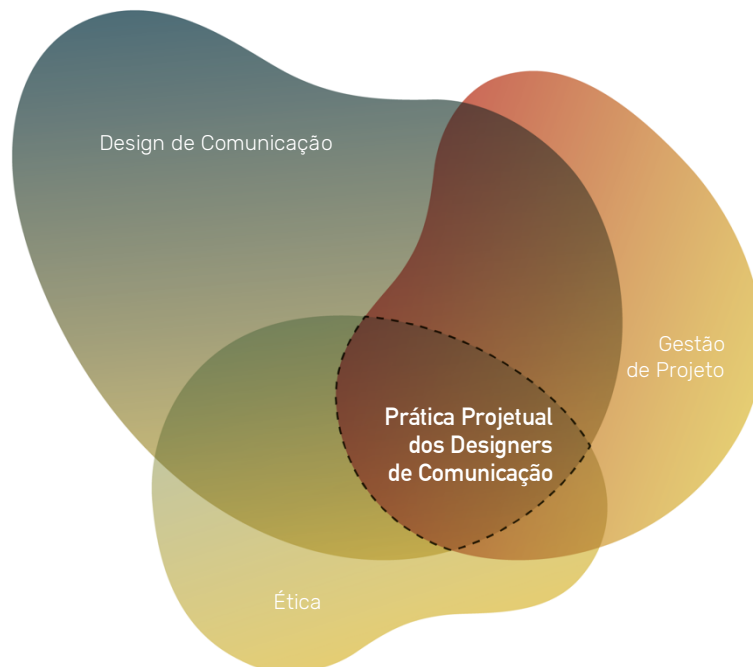 Design de Comunicação
Gestão
de Projeto
Prática Projetual
dos Designers
de Comunicação
Ética